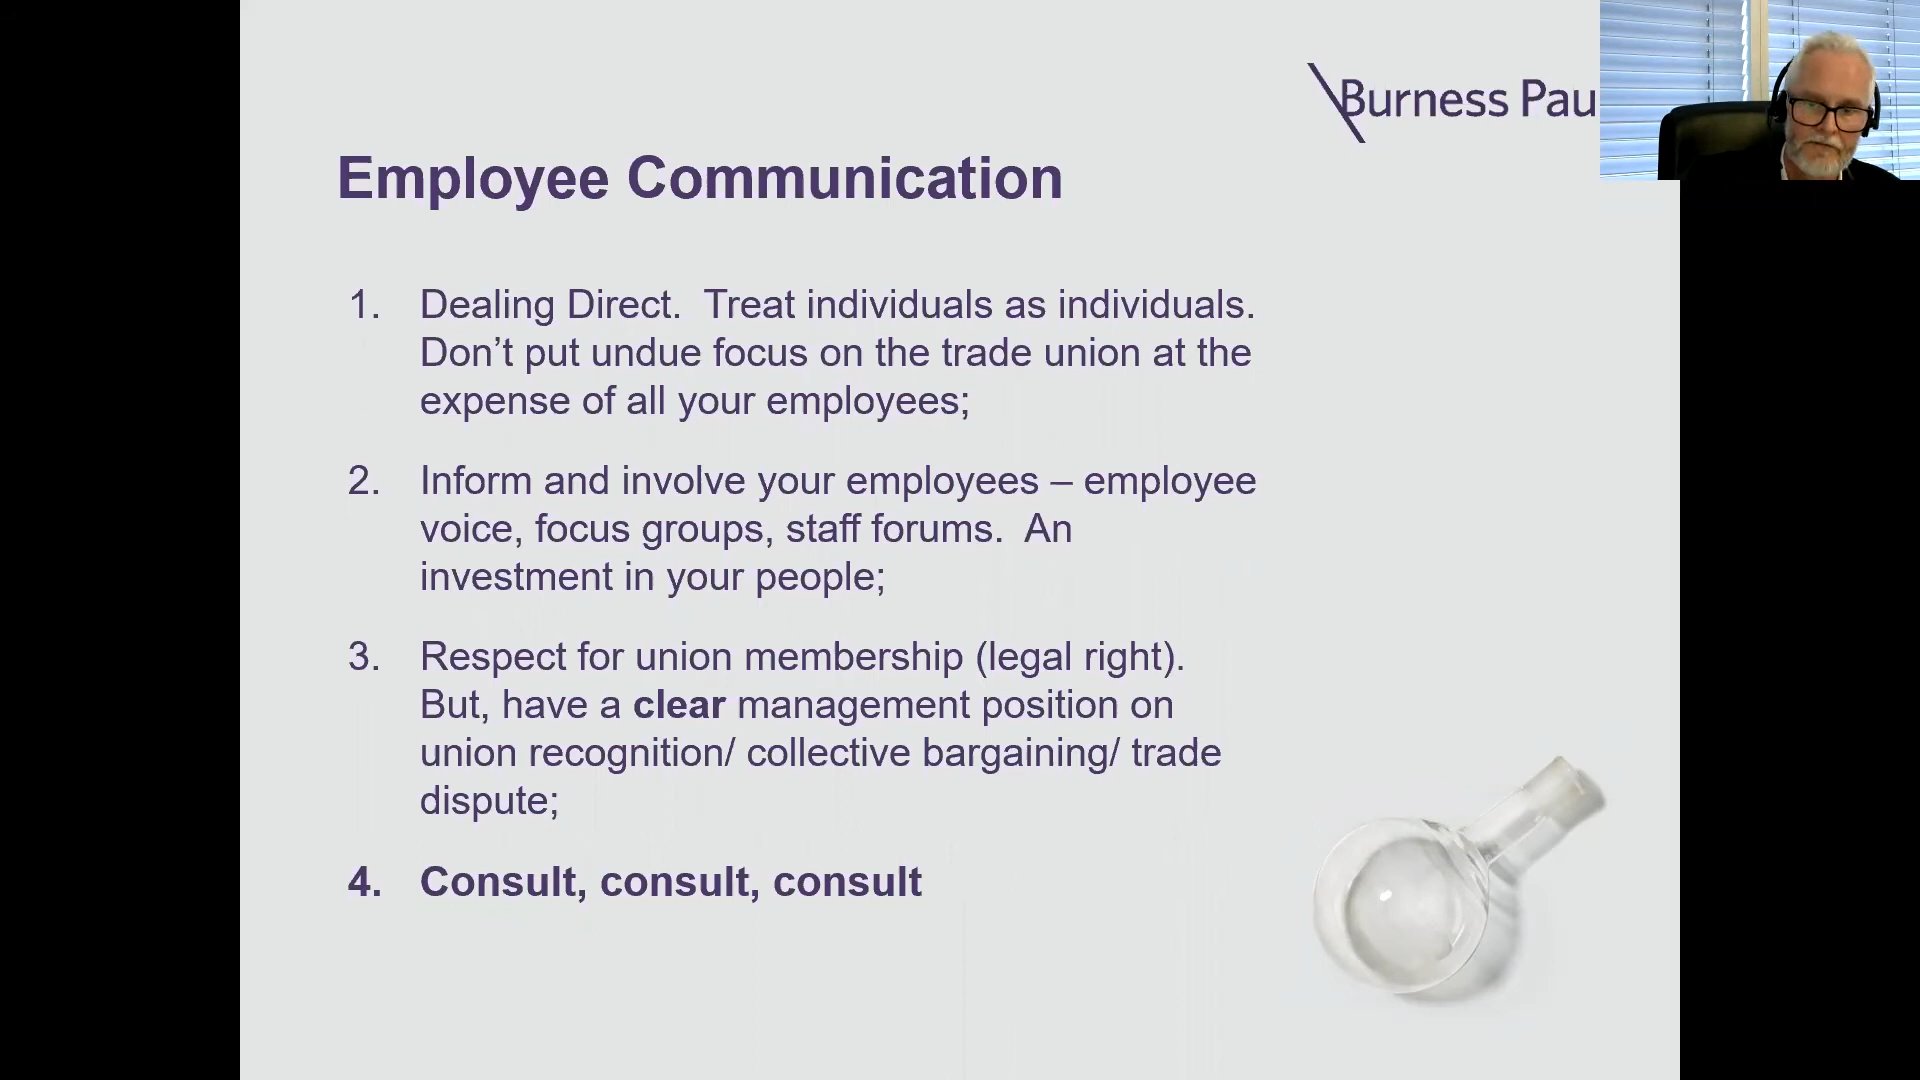 Burness Pau
Employee Communication
1. Dealing Direct.  Treat individuals as individuals.
Don’t put undue focus on the trade union at the
expense of all your employees;
2. Inform and involve your employees – employee
voice, focus groups, staff forums.  An
investment in your people;
3. Respect for union membership (legal right).
But, have a clear management position on
union recognition/ collective bargaining/ trade
dispute;
4. Consult, consult, consult